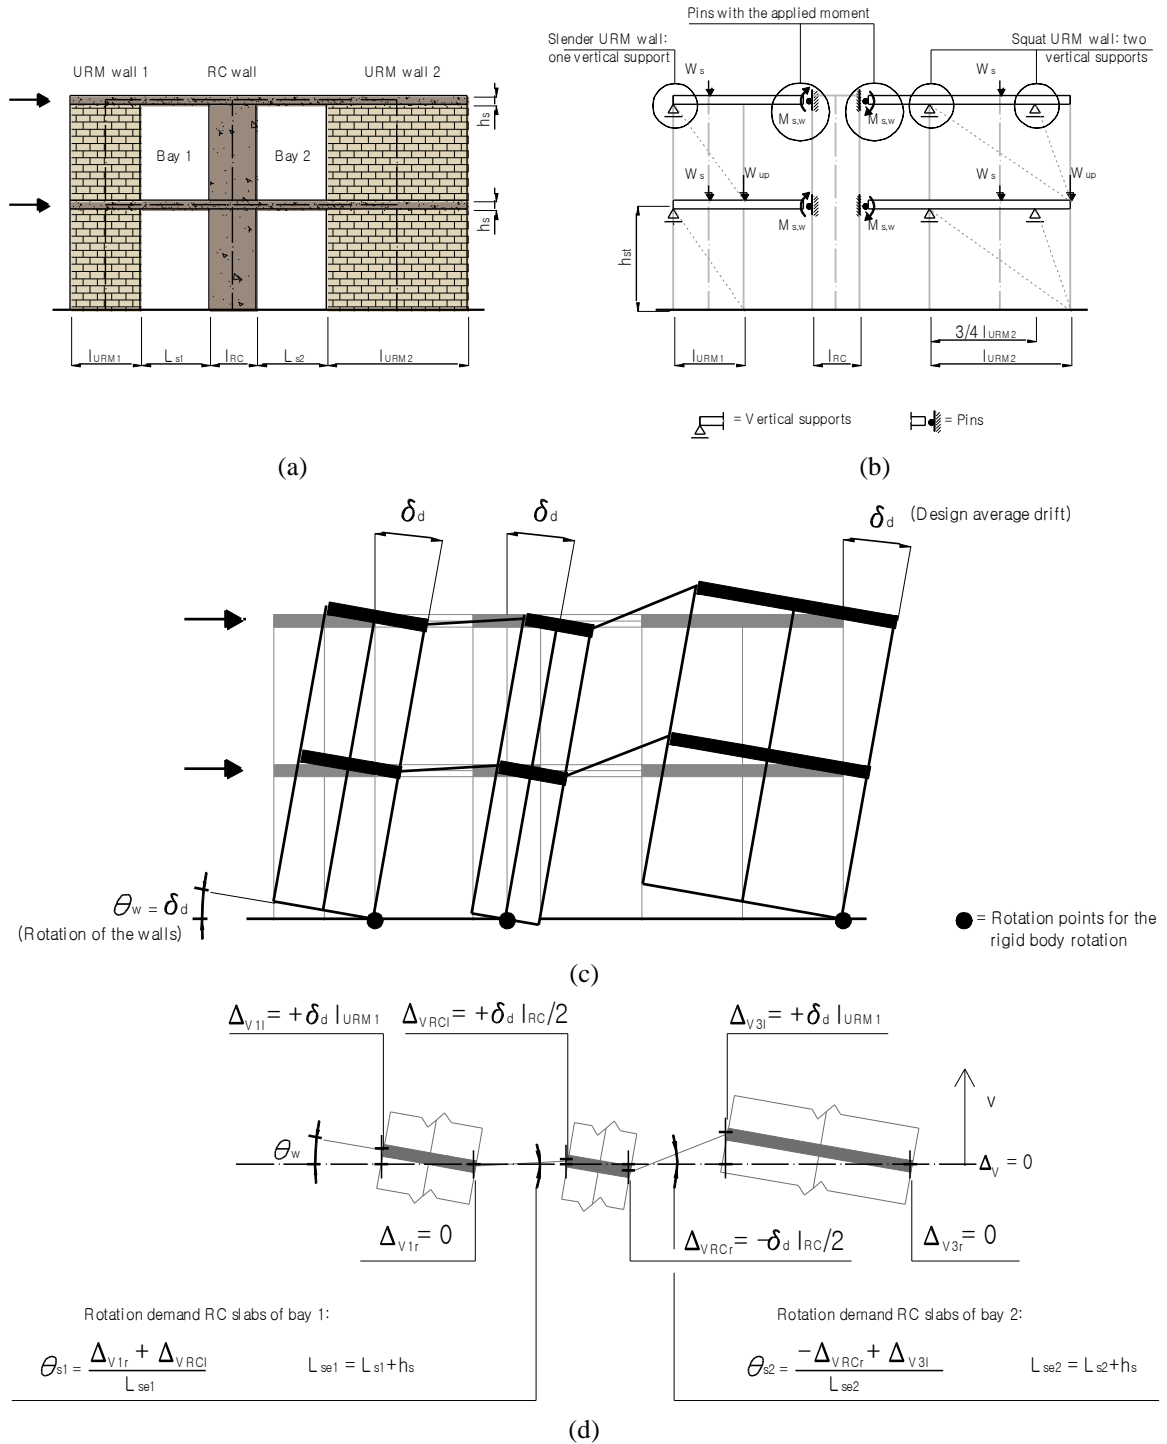 URM wall 1
RC wall
URM wall 2
hs
Bay 1
Bay 2
hs
lURM1
Ls1
lRC
Ls2
lURM2
(a)
Pins with the applied moment
Slender URM wall:
one vertical support
Squat URM wall: two
vertical supports
Ws
Ws
Ms,w
Ms,w
Ws
Wup
Ws
Wup
Ms,w
Ms,w
hst
3/4 lURM2
lURM1
lRC
lURM2
= Vertical supports
= Pins
(b)
δd
δd
δd (Design average drift)
θw = δd
(Rotation of the walls)
= Rotation points for the
rigid body rotation
(c)
ΔV1l = +δd lURM1
ΔVRCl = +δd lRC/2
ΔV3l = +δd lURM1
v
θw
ΔV = 0
ΔV1r = 0
ΔVRCr = -δd lRC/2
ΔV3r = 0
Rotation demand RC slabs of bay 1:
Rotation demand RC slabs of bay 2:
θs1 = (ΔV1r + ΔVRCl) / Lse1
Lse1 = Ls1+hs
θs2 = (-ΔVRCr + ΔV3l) / Lse2
Lse2 = Ls2+hs
(d)